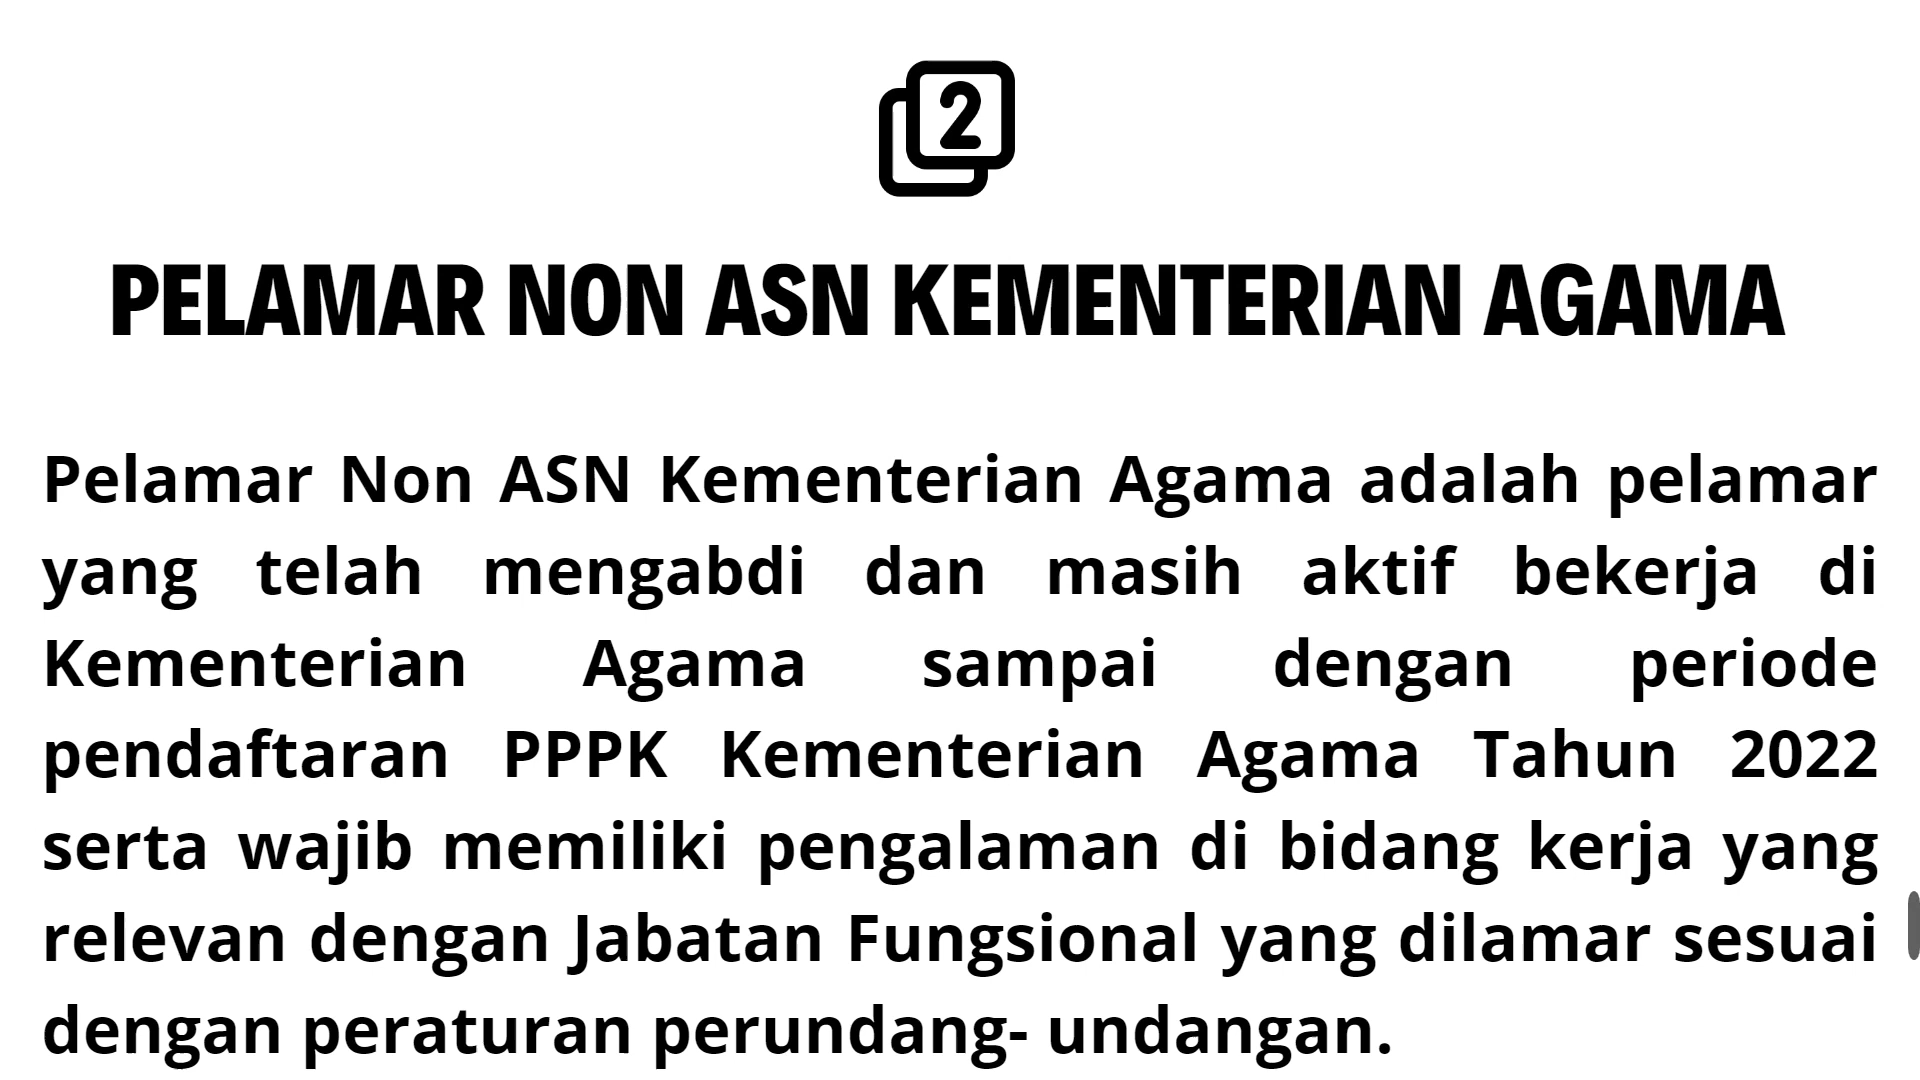 2
PELAMAR NON ASN KEMENTERIAN AGAMA
Pelamar Non ASN Kementerian Agama adalah pelamar
yang telah mengabdi dan masih aktif bekerja di
Kementerian Agama sampai dengan periode
pendaftaran PPPK Kementerian Agama Tahun 2022
serta wajib memiliki pengalaman di bidang kerja yang
relevan dengan Jabatan Fungsional yang dilamar sesuai
dengan peraturan perundang- undangan.